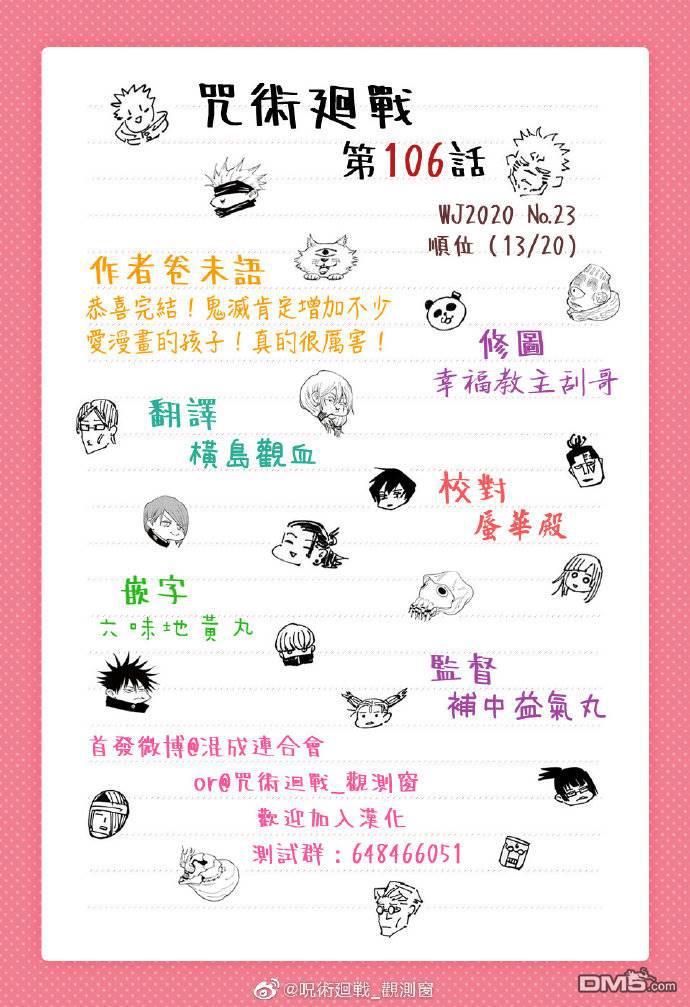 咒術廻戰
第106話
WJ2020 No.23
順位 (13/20)
作者卷末語
恭喜完結！鬼滅肯定增加不少
愛漫畫的孩子！真的很厲害！
修圖
幸福教主刮哥
翻譯
橫島觀血
校對
蜃華殿
嵌字
六味地黃丸
監督
補中益氣丸
首發微博@混成連合會
or@咒術迴戰_觀測窗
歡迎加入漢化
測試群：648466051
@呪術廻戦_觀測窗
DM5.com